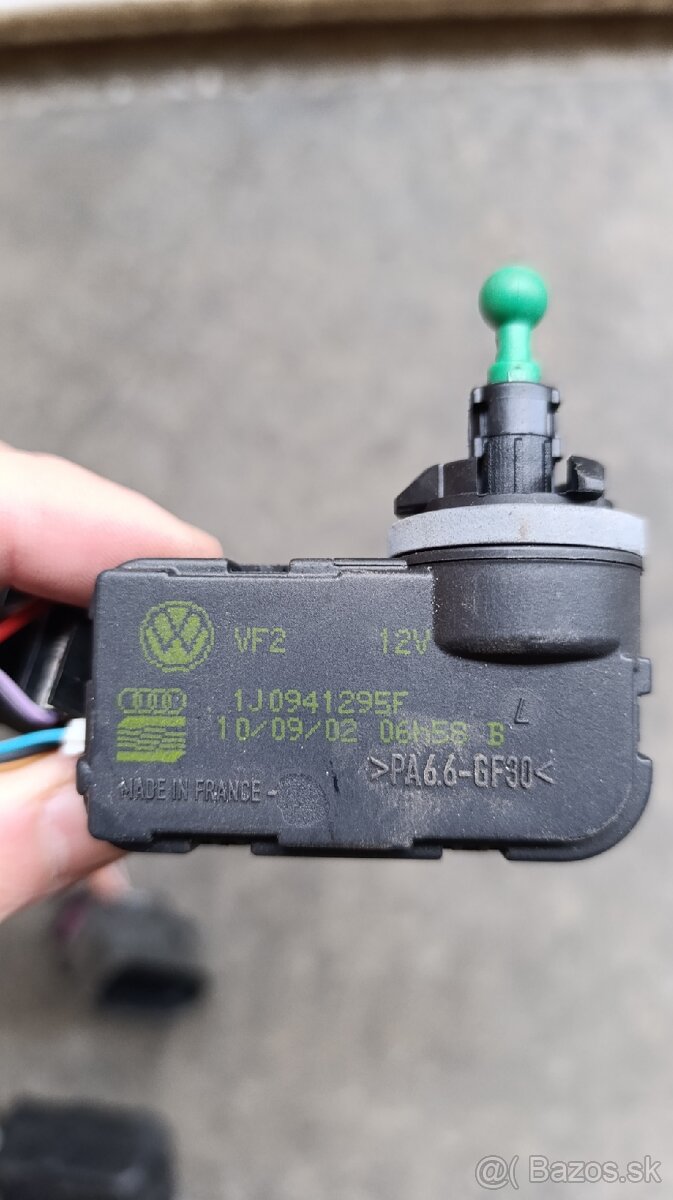 VF2 12V
1J0941295F
10/09/02 06h58 B
L
>PA6.6-GF30<
MADE IN FRANCE -
@( Bazos.sk